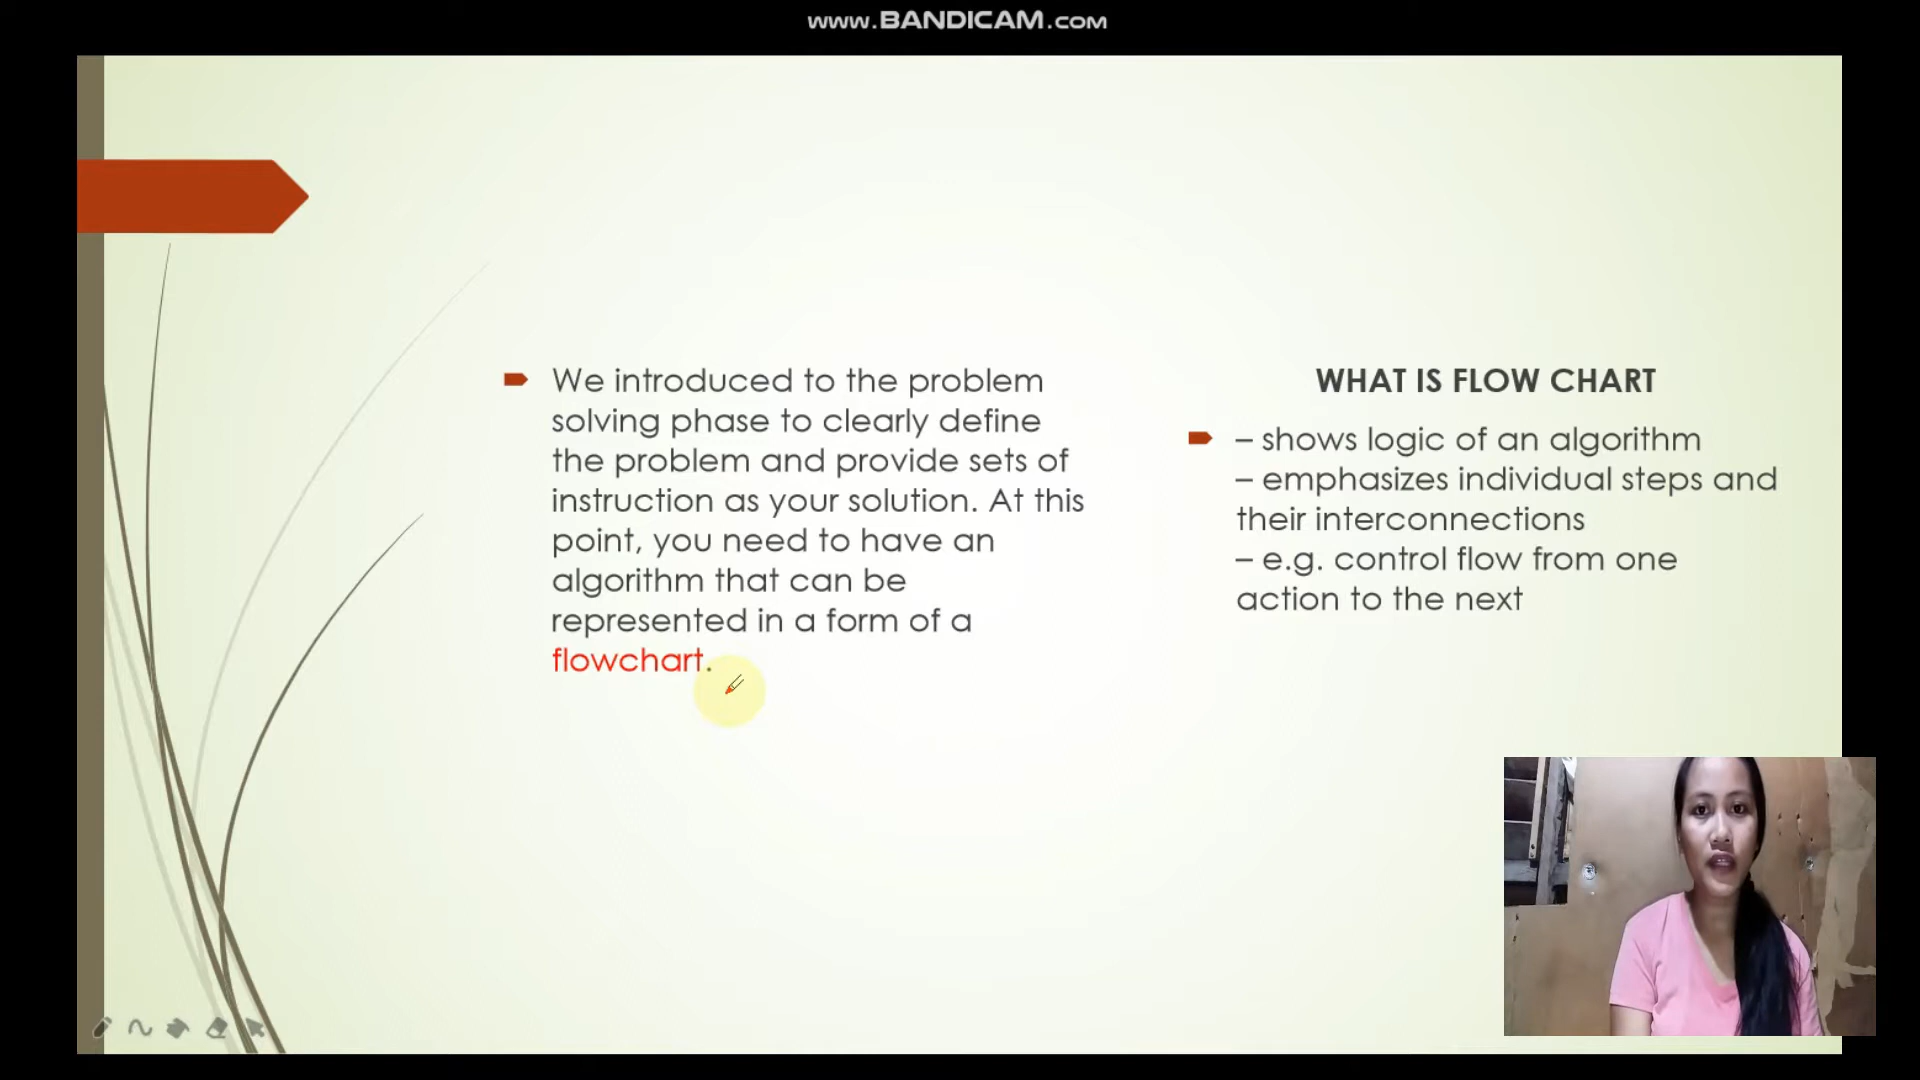 www.BANDICAM.com
We introduced to the problem
solving phase to clearly define
the problem and provide sets of
instruction as your solution. At this
point, you need to have an
algorithm that can be
represented in a form of a
flowchart.
WHAT IS FLOW CHART
– shows logic of an algorithm
– emphasizes individual steps and
their interconnections
– e.g. control flow from one
action to the next